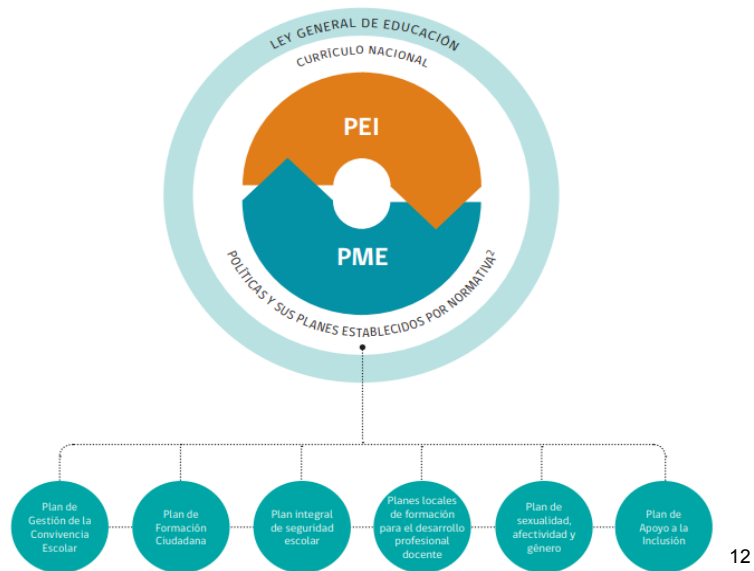 LEY GENERAL DE EDUCACIÓN
CURRÍCULO NACIONAL
PEI
PME
POLÍTICAS Y SUS PLANES ESTABLECIDOS POR NORMATIVA²
Plan de
Gestión de la
Convivencia
Escolar
Plan de
Formación
Ciudadana
Plan integral
de seguridad
escolar
Planes locales
de formación
para el desarrollo
profesional
docente
Plan de
sexualidad,
afectividad y
género
Plan de
Apoyo a la
Inclusión
12